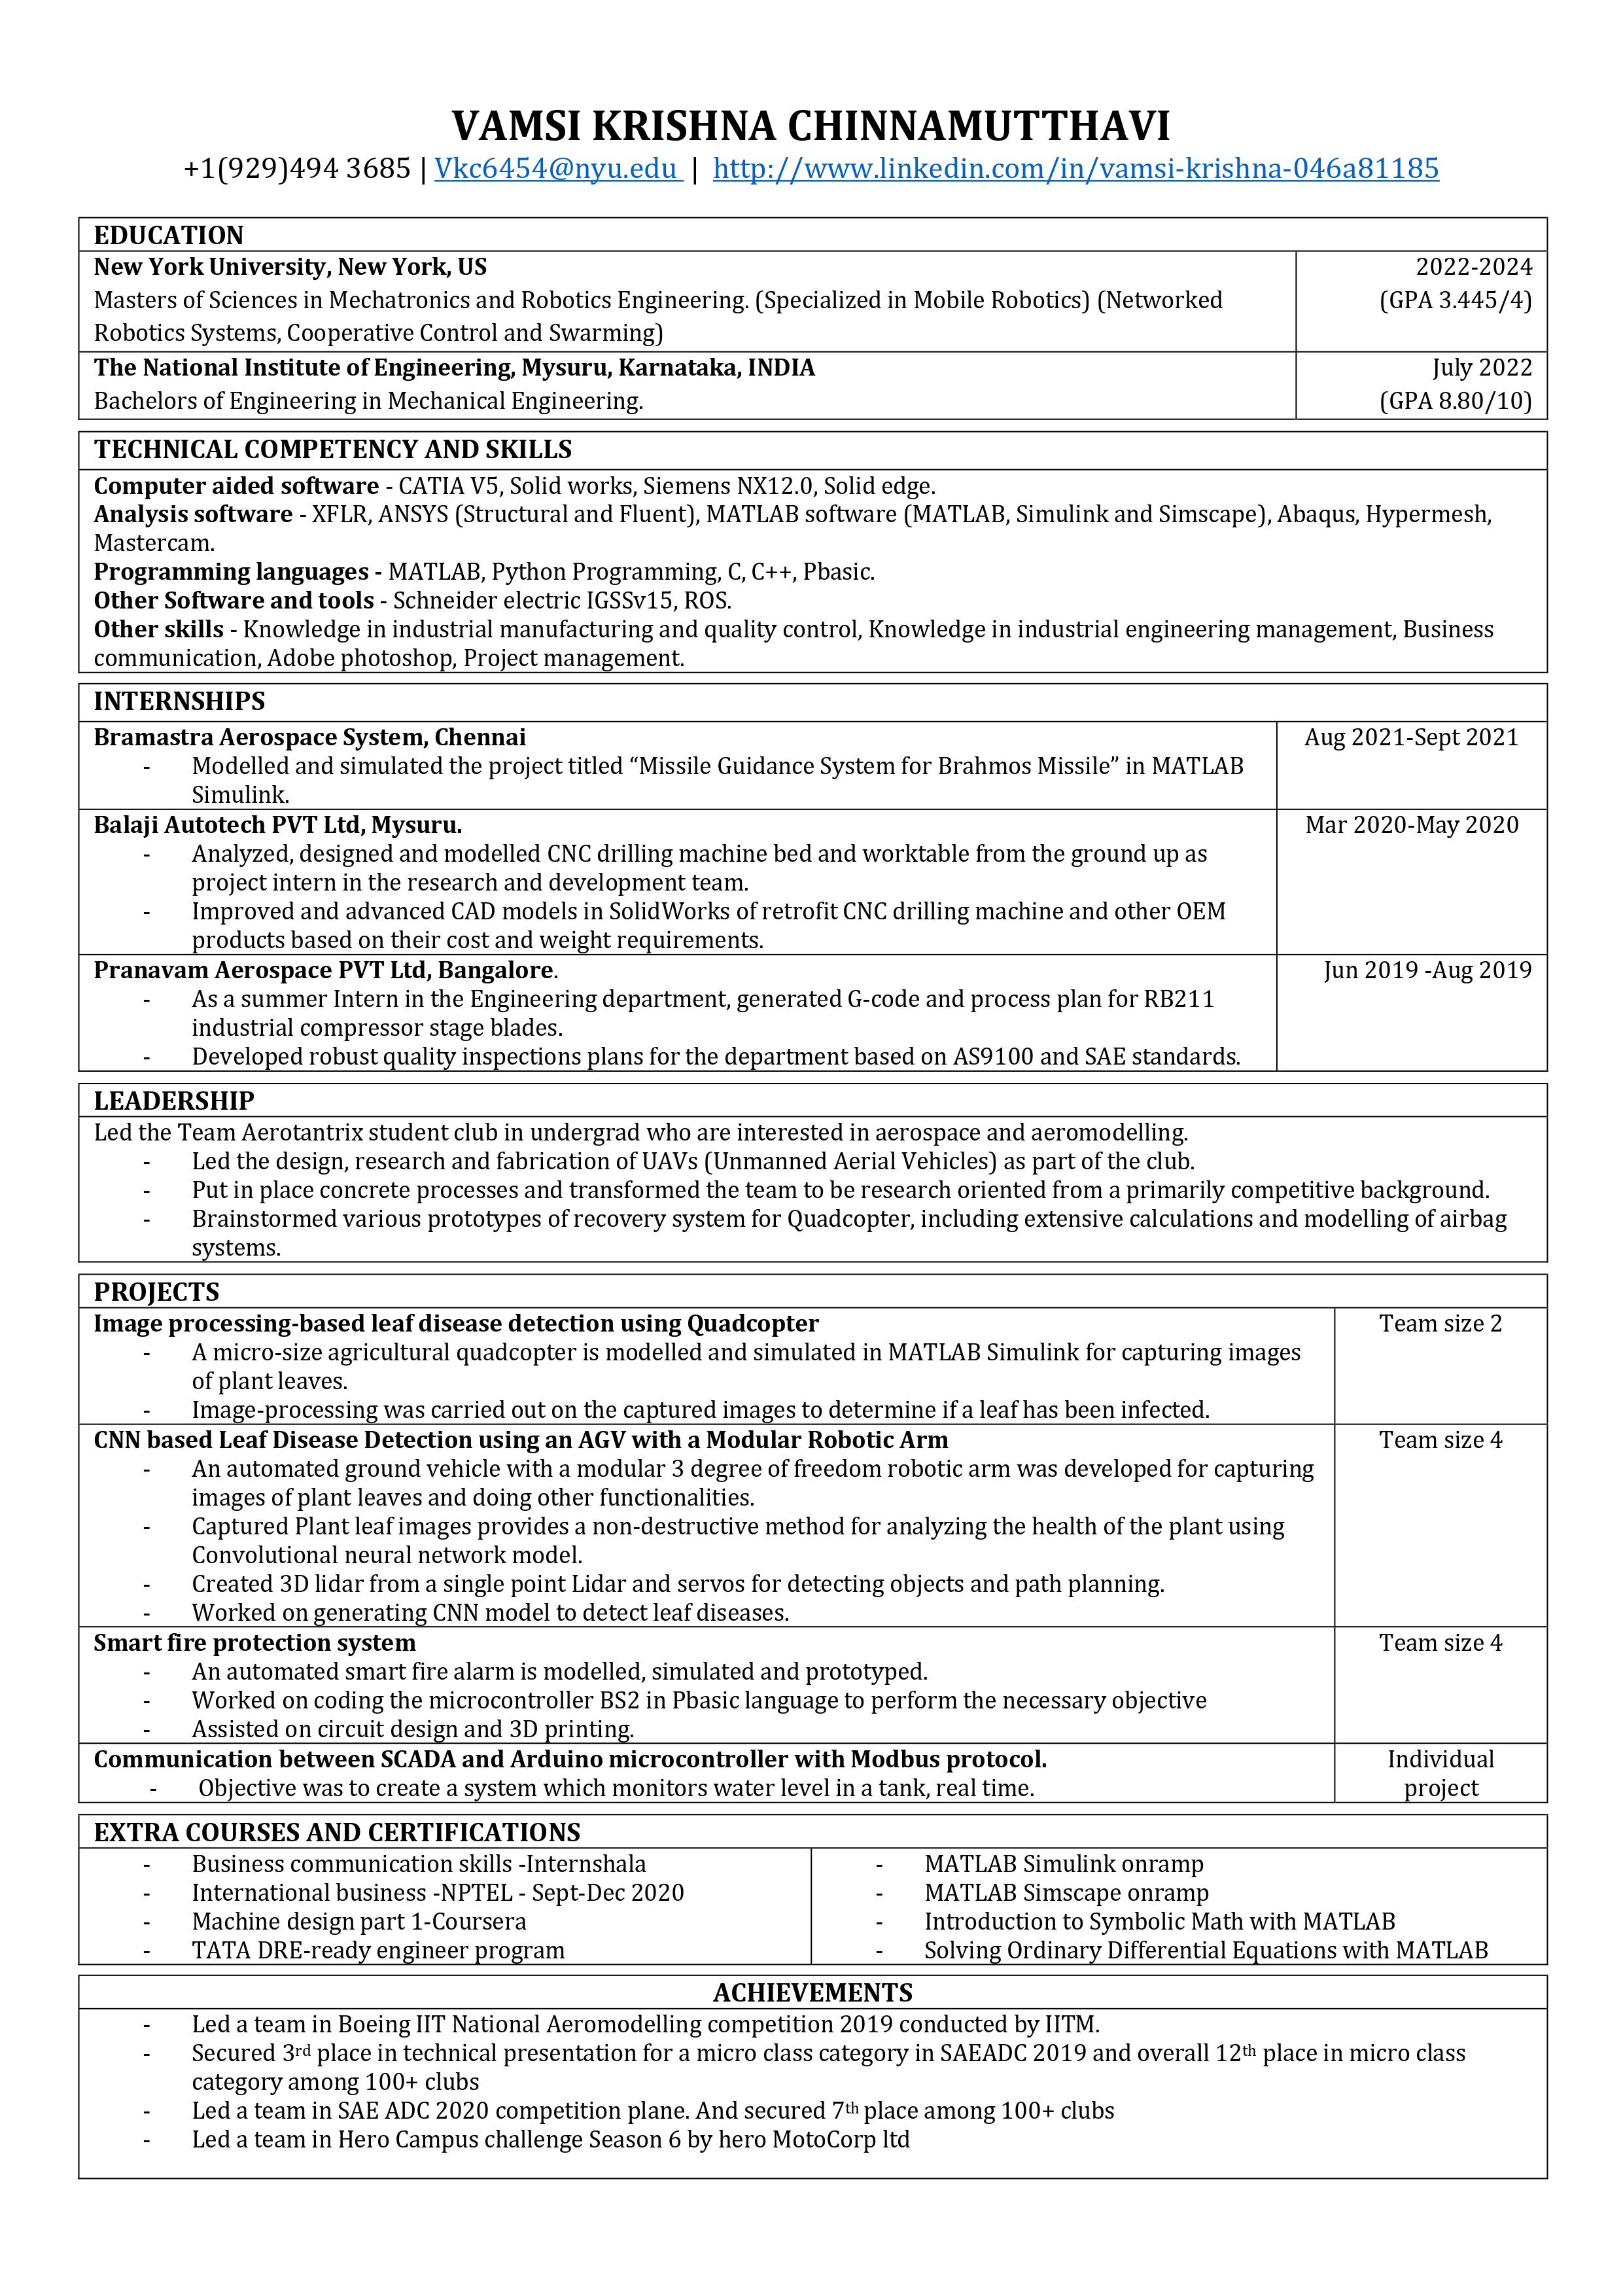 VAMSI KRISHNA CHINNAMUTTHAVI
+1(929)494 3685 | Vkc6454@nyu.edu | http://www.linkedin.com/in/vamsi-krishna-046a81185
EDUCATION
New York University, New York, US 2022-2024
Masters of Sciences in Mechatronics and Robotics Engineering. (Specialized in Mobile Robotics) (Networked (GPA 3.445/4)
Robotics Systems, Cooperative Control and Swarming)
The National Institute of Engineering, Mysuru, Karnataka, INDIA July 2022
Bachelors of Engineering in Mechanical Engineering. (GPA 8.80/10)
TECHNICAL COMPETENCY AND SKILLS
Computer aided software - CATIA V5, Solid works, Siemens NX12.0, Solid edge.
Analysis software - XFLR, ANSYS (Structural and Fluent), MATLAB software (MATLAB, Simulink and Simscape), Abaqus, Hypermesh,
Mastercam.
Programming languages - MATLAB, Python Programming, C, C++, Pbasic.
Other Software and tools - Schneider electric IGSSv15, ROS.
Other skills - Knowledge in industrial manufacturing and quality control, Knowledge in industrial engineering management, Business
communication, Adobe photoshop, Project management.
INTERNSHIPS
Bramastra Aerospace System, Chennai Aug 2021-Sept 2021
- Modelled and simulated the project titled “Missile Guidance System for Brahmos Missile” in MATLAB
Simulink.
Balaji Autotech PVT Ltd, Mysuru. Mar 2020-May 2020
- Analyzed, designed and modelled CNC drilling machine bed and worktable from the ground up as
project intern in the research and development team.
- Improved and advanced CAD models in SolidWorks of retrofit CNC drilling machine and other OEM
products based on their cost and weight requirements.
Pranavam Aerospace PVT Ltd, Bangalore. Jun 2019 -Aug 2019
- As a summer Intern in the Engineering department, generated G-code and process plan for RB211
industrial compressor stage blades.
- Developed robust quality inspections plans for the department based on AS9100 and SAE standards.
LEADERSHIP
Led the Team Aerotantrix student club in undergrad who are interested in aerospace and aeromodelling.
- Led the design, research and fabrication of UAVs (Unmanned Aerial Vehicles) as part of the club.
- Put in place concrete processes and transformed the team to be research oriented from a primarily competitive background.
- Brainstormed various prototypes of recovery system for Quadcopter, including extensive calculations and modelling of airbag
systems.
PROJECTS
Image processing-based leaf disease detection using Quadcopter Team size 2
- A micro-size agricultural quadcopter is modelled and simulated in MATLAB Simulink for capturing images
of plant leaves.
- Image-processing was carried out on the captured images to determine if a leaf has been infected.
CNN based Leaf Disease Detection using an AGV with a Modular Robotic Arm Team size 4
- An automated ground vehicle with a modular 3 degree of freedom robotic arm was developed for capturing
images of plant leaves and doing other functionalities.
- Captured Plant leaf images provides a non-destructive method for analyzing the health of the plant using
Convolutional neural network model.
- Created 3D lidar from a single point Lidar and servos for detecting objects and path planning.
- Worked on generating CNN model to detect leaf diseases.
Smart fire protection system Team size 4
- An automated smart fire alarm is modelled, simulated and prototyped.
- Worked on coding the microcontroller BS2 in Pbasic language to perform the necessary objective
- Assisted on circuit design and 3D printing.
Communication between SCADA and Arduino microcontroller with Modbus protocol. Individual
- Objective was to create a system which monitors water level in a tank, real time. project
EXTRA COURSES AND CERTIFICATIONS
- Business communication skills -Internshala
- International business -NPTEL - Sept-Dec 2020
- Machine design part 1-Coursera
- TATA DRE-ready engineer program
- MATLAB Simulink onramp
- MATLAB Simscape onramp
- Introduction to Symbolic Math with MATLAB
- Solving Ordinary Differential Equations with MATLAB
ACHIEVEMENTS
- Led a team in Boeing IIT National Aeromodelling competition 2019 conducted by IITM.
- Secured 3rd place in technical presentation for a micro class category in SAEADC 2019 and overall 12th place in micro class
category among 100+ clubs
- Led a team in SAE ADC 2020 competition plane. And secured 7th place among 100+ clubs
- Led a team in Hero Campus challenge Season 6 by hero MotoCorp ltd